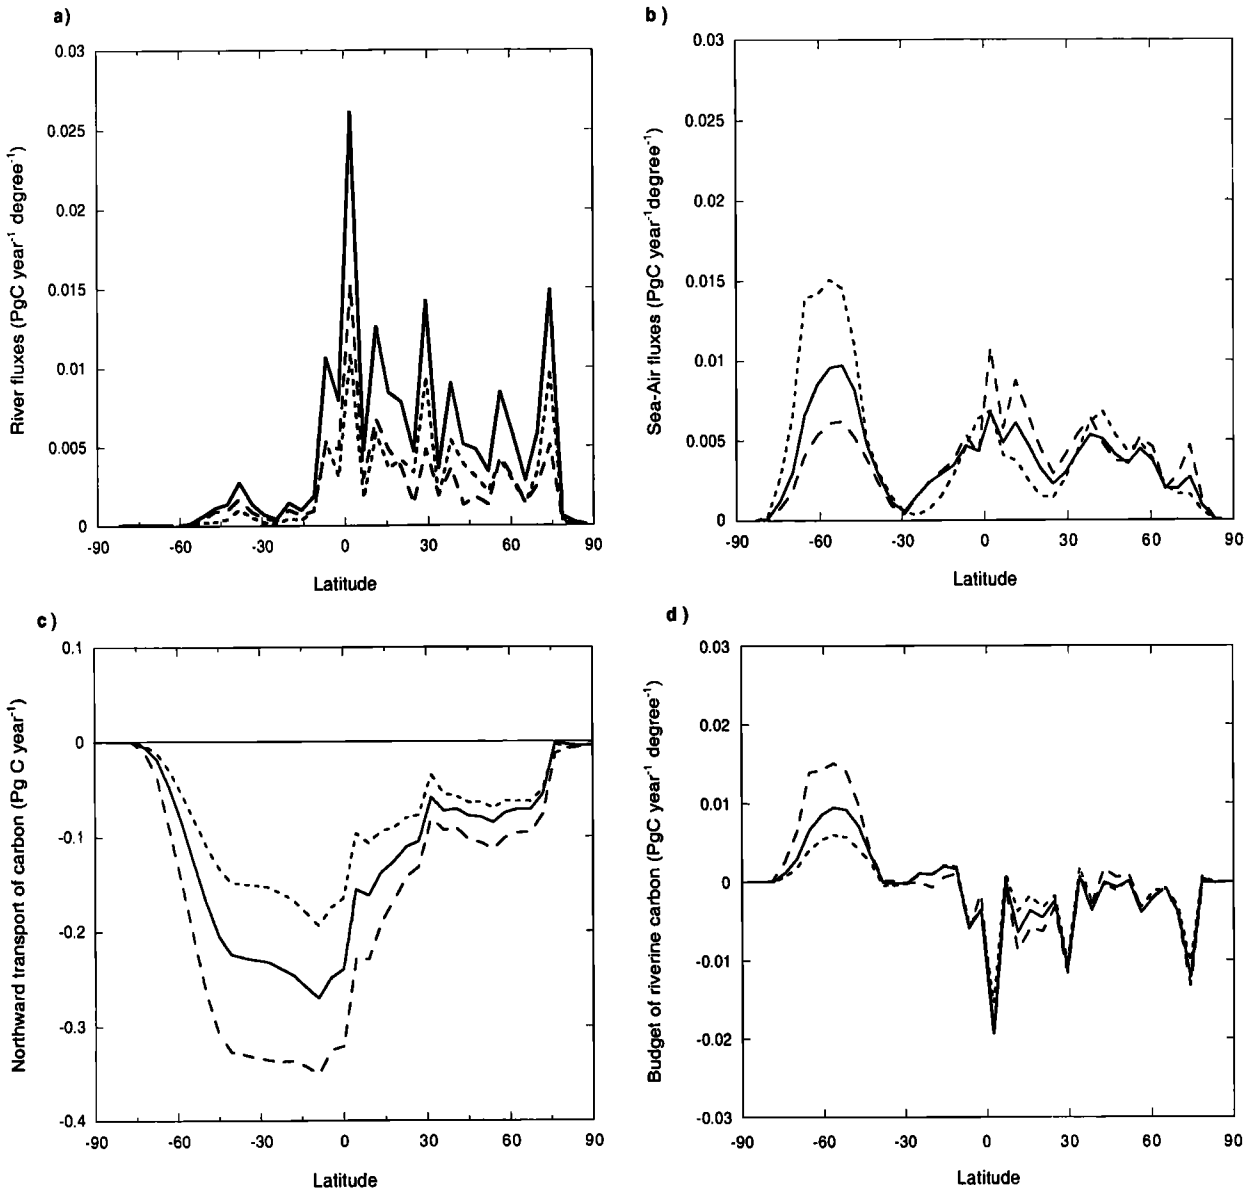 a)
River fluxes (PgC year⁻¹ degree⁻¹)
0.03
0.025
0.02
0.015
0.01
0.005
0
-90 -60 -30 0 30 60 90
Latitude
b)
Sea-Air fluxes (PgC year⁻¹degree⁻¹)
0.03
0.025
0.02
0.015
0.01
0.005
0
-90 -60 -30 0 30 60 90
Latitude
c)
Northward transport of carbon (Pg C year⁻¹)
0.1
0
-0.1
-0.2
-0.3
-0.4
-90 -60 -30 0 30 60 90
Latitude
d)
Budget of riverine carbon (PgC year⁻¹ degree⁻¹)
0.03
0.02
0.01
0
-0.01
-0.02
-0.03
-90 -60 -30 0 30 60 90
Latitude